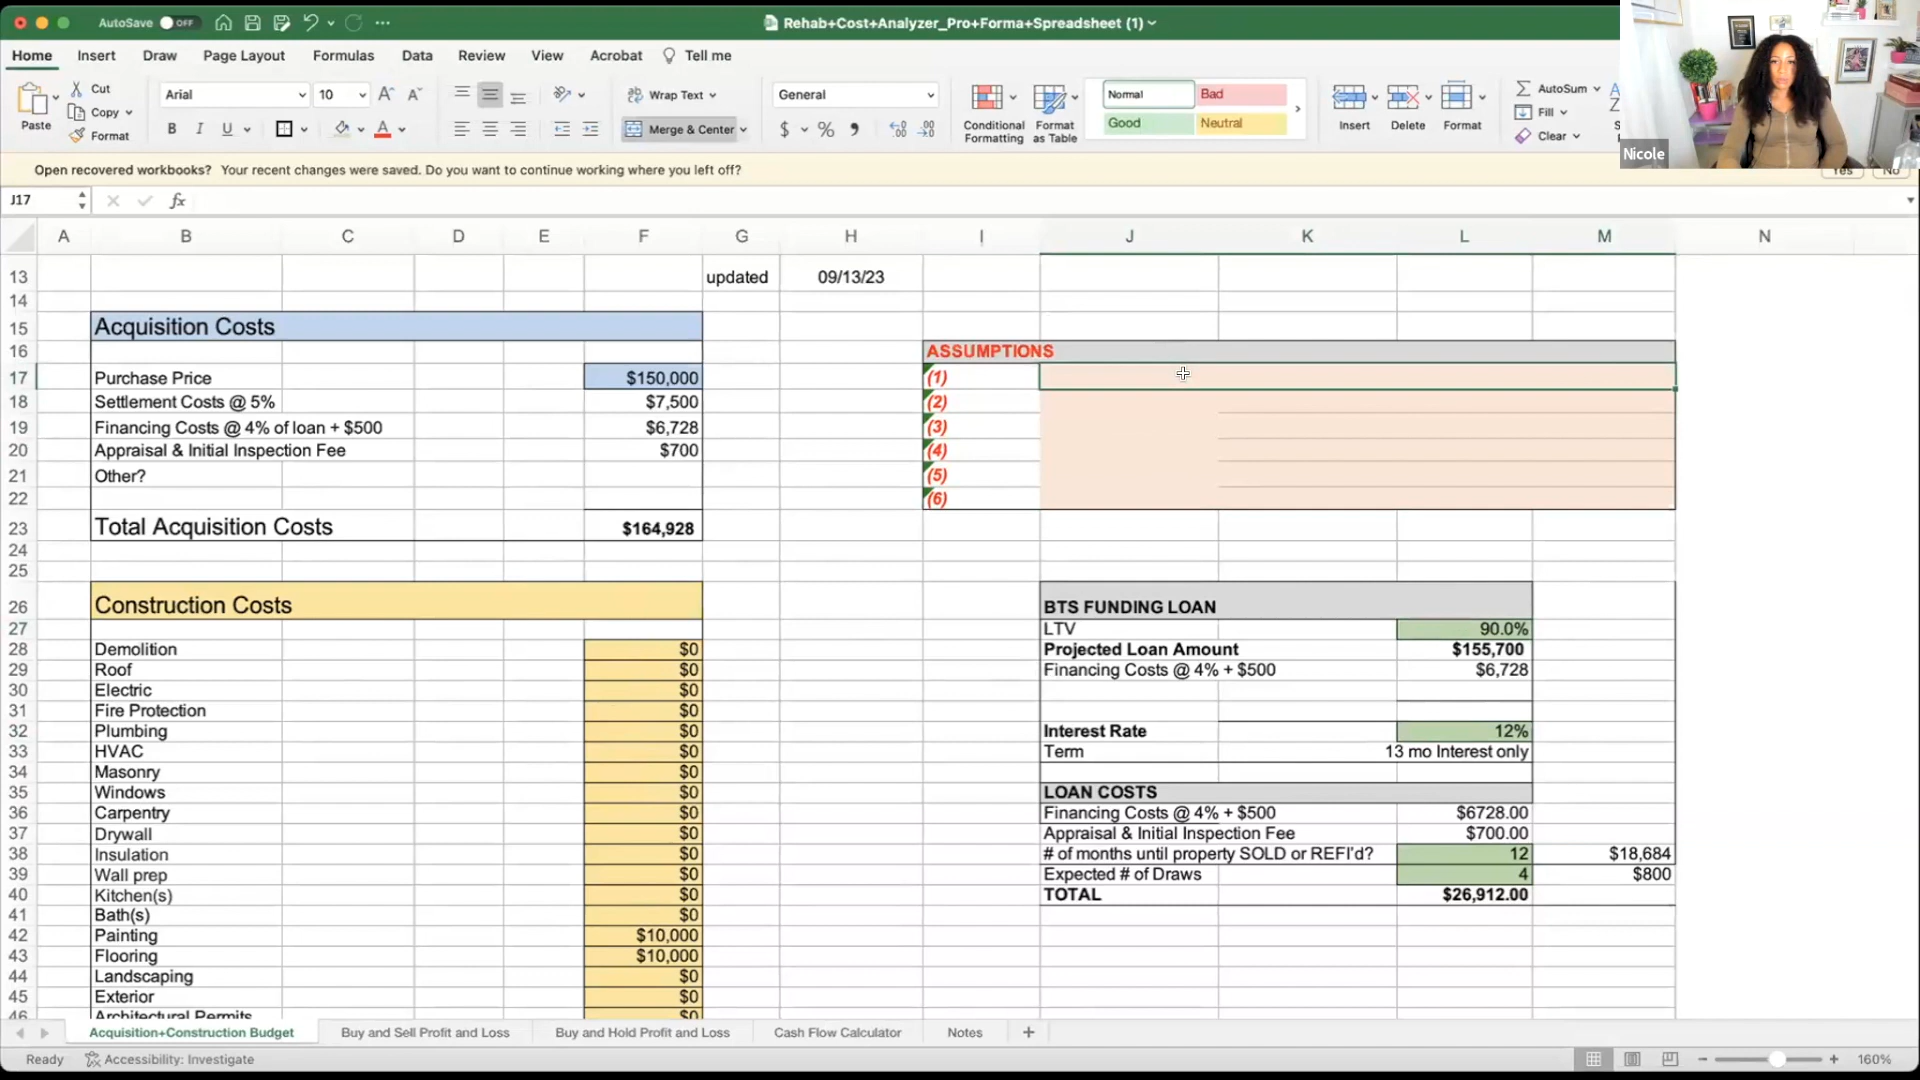 AutoSave OFF
Rehab+Cost+Analyzer_Pro+Forma+Spreadsheet (1)
Home Insert Draw Page Layout Formulas Data Review View Acrobat Tell me
Paste
Cut
Copy
Format
Arial 10
B I U
Wrap Text
Merge & Center
General
$ % 9
Conditional Formatting
Format as Table
Normal Bad
Good Neutral
Insert Delete Format
AutoSum
Fill
Clear
Nicole
Open recovered workbooks? Your recent changes were saved. Do you want to continue working where you left off? Yes No
J17 fx
A B C D E F G H I J K L M N
13 updated 09/13/23
14
15 Acquisition Costs
16 ASSUMPTIONS
17 Purchase Price $150,000 (1)
18 Settlement Costs @ 5% $7,500 (2)
19 Financing Costs @ 4% of loan + $500 $6,728 (3)
20 Appraisal & Initial Inspection Fee $700 (4)
21 Other? (5)
22 (6)
23 Total Acquisition Costs $164,928
24
25
26 Construction Costs BTS FUNDING LOAN
27 LTV 90.0%
28 Demolition $0 Projected Loan Amount $155,700
29 Roof $0 Financing Costs @ 4% + $500 $6,728
30 Electric $0
31 Fire Protection $0
32 Plumbing $0 Interest Rate 12%
33 HVAC $0 Term 13 mo Interest only
34 Masonry $0
35 Windows $0 LOAN COSTS
36 Carpentry $0 Financing Costs @ 4% + $500 $6728.00
37 Drywall $0 Appraisal & Initial Inspection Fee $700.00
38 Insulation $0 # of months until property SOLD or REFI'd? 12 $18,684
39 Wall prep $0 Expected # of Draws 4 $800
40 Kitchen(s) $0 TOTAL $26,912.00
41 Bath(s) $0
42 Painting $10,000
43 Flooring $10,000
44 Landscaping $0
45 Exterior $0
46 Architectural Permits $0
Acquisition+Construction Budget Buy and Sell Profit and Loss Buy and Hold Profit and Loss Cash Flow Calculator Notes +
Ready Accessibility: Investigate 160%